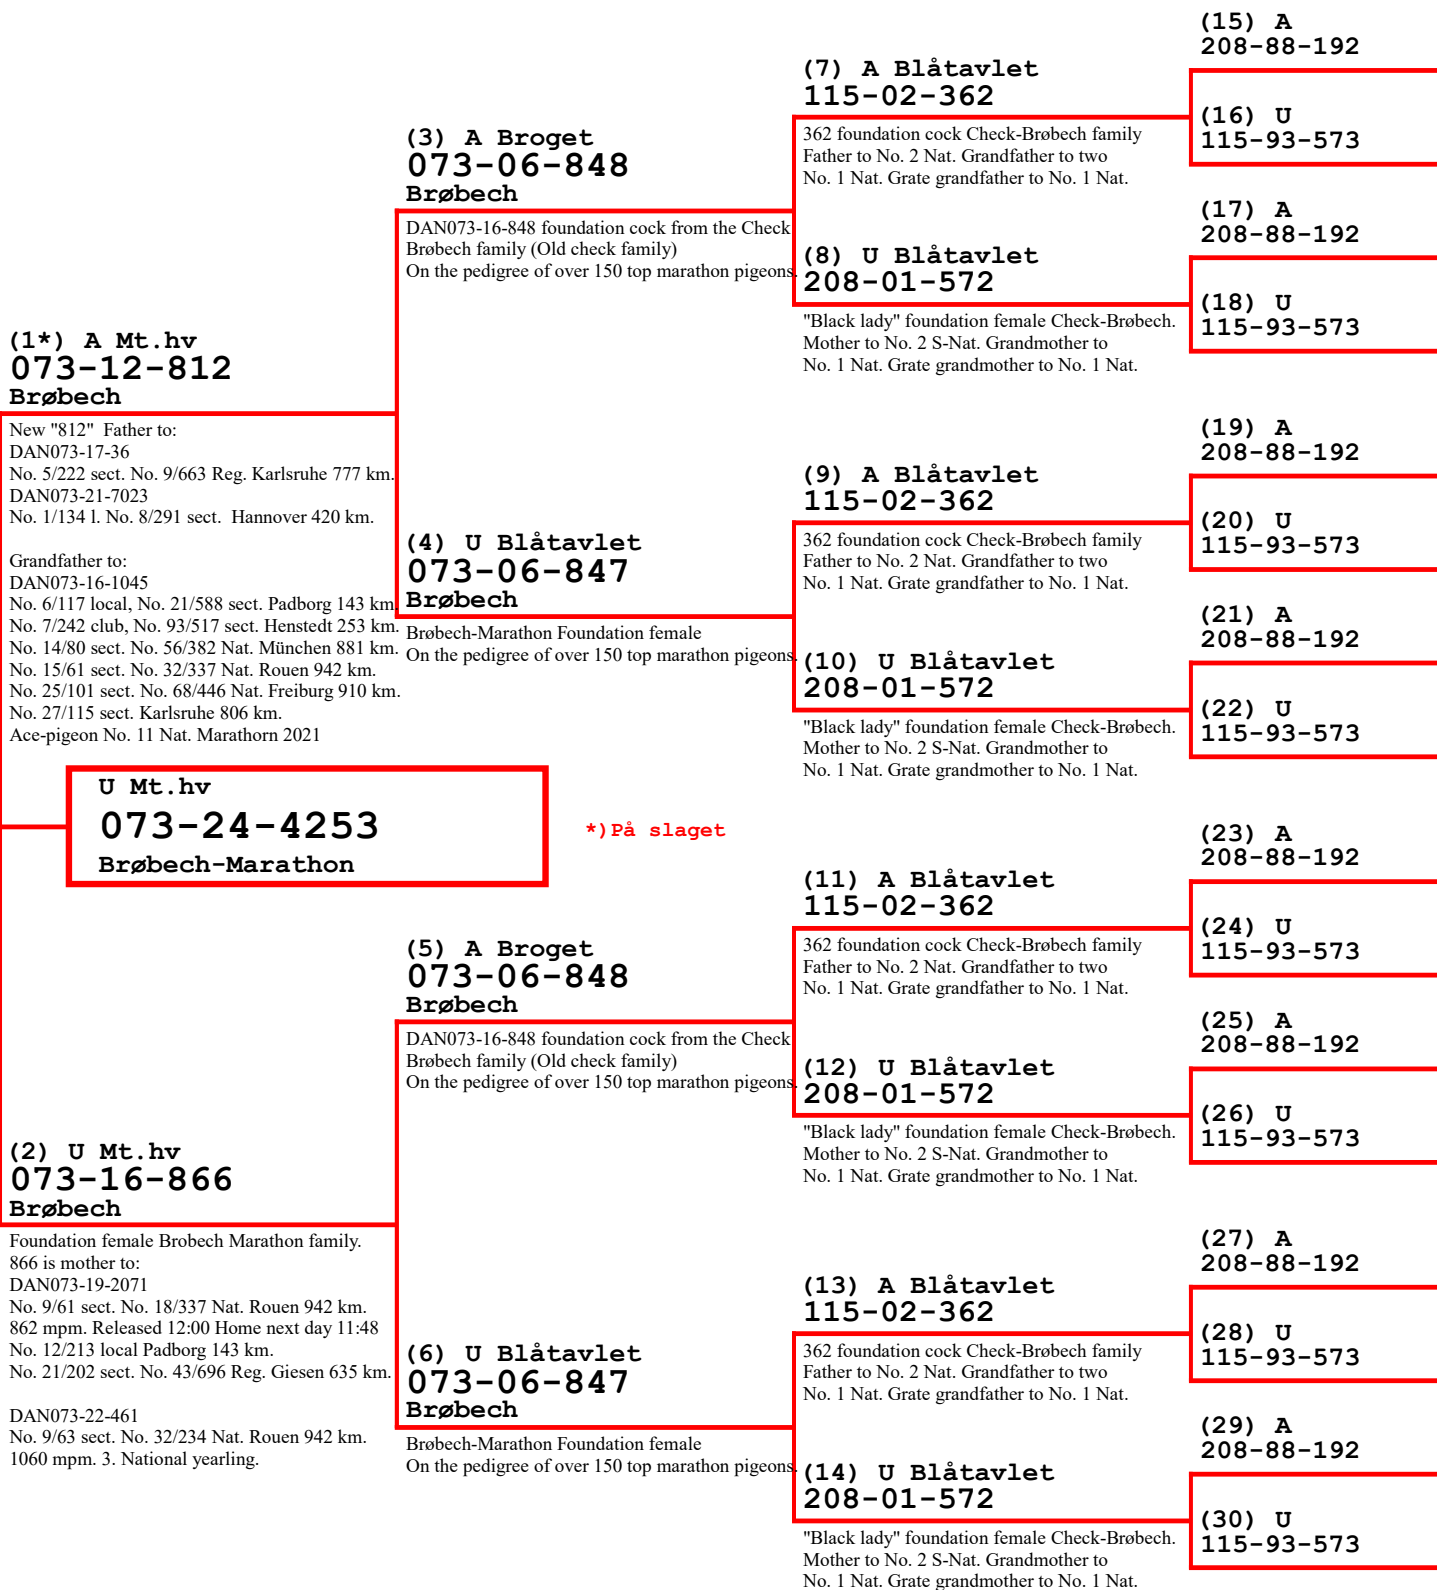 (1*) A Mt.hv
073-12-812
Brøbech
New "812"  Father to:
DAN073-17-36
No. 5/222 sect. No. 9/663 Reg. Karlsruhe 777 km.
DAN073-21-7023
No. 1/134 l. No. 8/291 sect.  Hannover 420 km.
Grandfather to:
DAN073-16-1045
No. 6/117 local, No. 21/588 sect. Padborg 143 km.
No. 7/242 club, No. 93/517 sect. Henstedt 253 km.
No. 14/80 sect. No. 56/382 Nat. München 881 km.
No. 15/61 sect. No. 32/337 Nat. Rouen 942 km.
No. 25/101 sect. No. 68/446 Nat. Freiburg 910 km.
No. 27/115 sect. Karlsruhe 806 km.
Ace-pigeon No. 11 Nat. Marathorn 2021
U Mt.hv
073-24-4253
Brøbech-Marathon
*)På slaget
(2) U Mt.hv
073-16-866
Brøbech
Foundation female Brobech Marathon family.
866 is mother to:
DAN073-19-2071
No. 9/61 sect. No. 18/337 Nat. Rouen 942 km.
862 mpm. Released 12:00 Home next day 11:48
No. 12/213 local Padborg 143 km.
No. 21/202 sect. No. 43/696 Reg. Giesen 635 km.
DAN073-22-461
No. 9/63 sect. No. 32/234 Nat. Rouen 942 km.
1060 mpm. 3. National yearling.
(3) A Broget
073-06-848
Brøbech
DAN073-16-848 foundation cock from the Check
Brøbech family (Old check family)
On the pedigree of over 150 top marathon pigeons.
(4) U Blåtavlet
073-06-847
Brøbech
Brøbech-Marathon Foundation female
On the pedigree of over 150 top marathon pigeons.
(5) A Broget
073-06-848
Brøbech
DAN073-16-848 foundation cock from the Check
Brøbech family (Old check family)
On the pedigree of over 150 top marathon pigeons.
(6) U Blåtavlet
073-06-847
Brøbech
Brøbech-Marathon Foundation female
On the pedigree of over 150 top marathon pigeons.
(7) A Blåtavlet
115-02-362
362 foundation cock Check-Brøbech family
Father to No. 2 Nat. Grandfather to two
No. 1 Nat. Grate grandfather to No. 1 Nat.
(8) U Blåtavlet
208-01-572
"Black lady" foundation female Check-Brøbech.
Mother to No. 2 S-Nat. Grandmother to
No. 1 Nat. Grate grandmother to No. 1 Nat.
(9) A Blåtavlet
115-02-362
362 foundation cock Check-Brøbech family
Father to No. 2 Nat. Grandfather to two
No. 1 Nat. Grate grandfather to No. 1 Nat.
(10) U Blåtavlet
208-01-572
"Black lady" foundation female Check-Brøbech.
Mother to No. 2 S-Nat. Grandmother to
No. 1 Nat. Grate grandmother to No. 1 Nat.
(11) A Blåtavlet
115-02-362
362 foundation cock Check-Brøbech family
Father to No. 2 Nat. Grandfather to two
No. 1 Nat. Grate grandfather to No. 1 Nat.
(12) U Blåtavlet
208-01-572
"Black lady" foundation female Check-Brøbech.
Mother to No. 2 S-Nat. Grandmother to
No. 1 Nat. Grate grandmother to No. 1 Nat.
(13) A Blåtavlet
115-02-362
362 foundation cock Check-Brøbech family
Father to No. 2 Nat. Grandfather to two
No. 1 Nat. Grate grandfather to No. 1 Nat.
(14) U Blåtavlet
208-01-572
"Black lady" foundation female Check-Brøbech.
Mother to No. 2 S-Nat. Grandmother to
No. 1 Nat. Grate grandmother to No. 1 Nat.
(15) A
208-88-192
(16) U
115-93-573
(17) A
208-88-192
(18) U
115-93-573
(19) A
208-88-192
(20) U
115-93-573
(21) A
208-88-192
(22) U
115-93-573
(23) A
208-88-192
(24) U
115-93-573
(25) A
208-88-192
(26) U
115-93-573
(27) A
208-88-192
(28) U
115-93-573
(29) A
208-88-192
(30) U
115-93-573